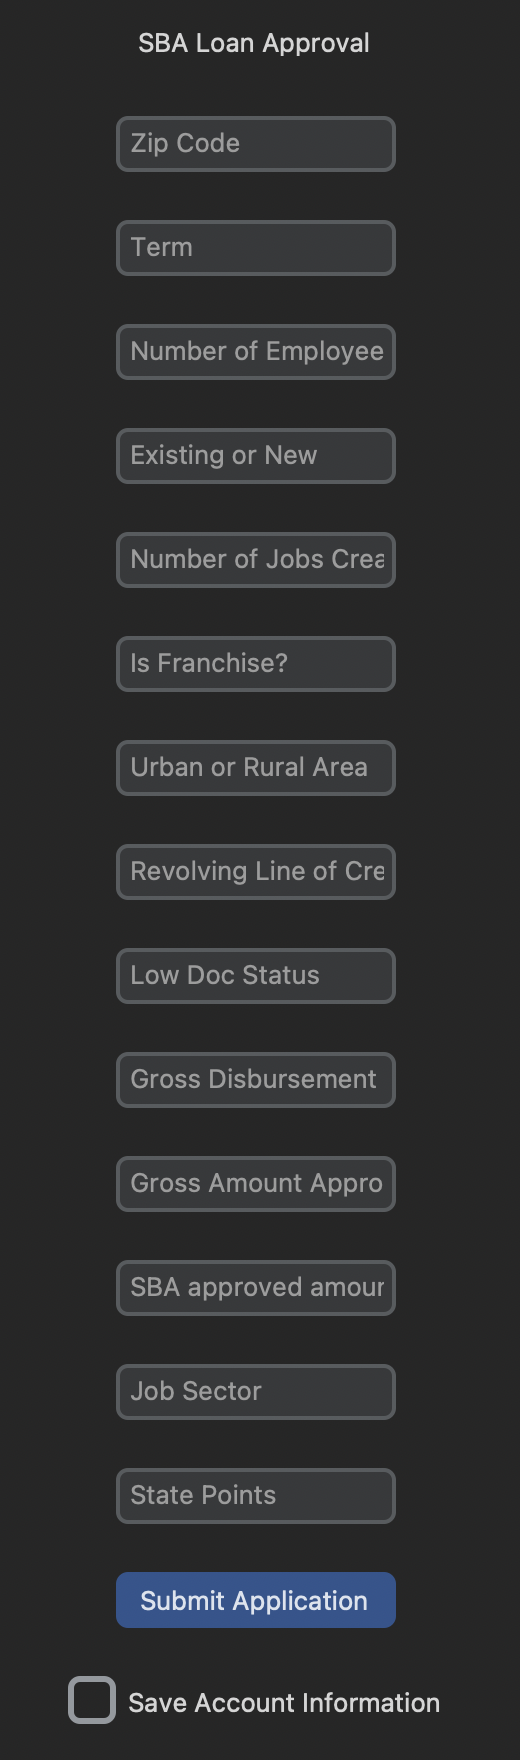 SBA Loan Approval
Zip Code
Term
Number of Employee
Existing or New
Number of Jobs Crea
Is Franchise?
Urban or Rural Area
Revolving Line of Cre
Low Doc Status
Gross Disbursement
Gross Amount Appro
SBA approved amour
Job Sector
State Points
Submit Application
Save Account Information